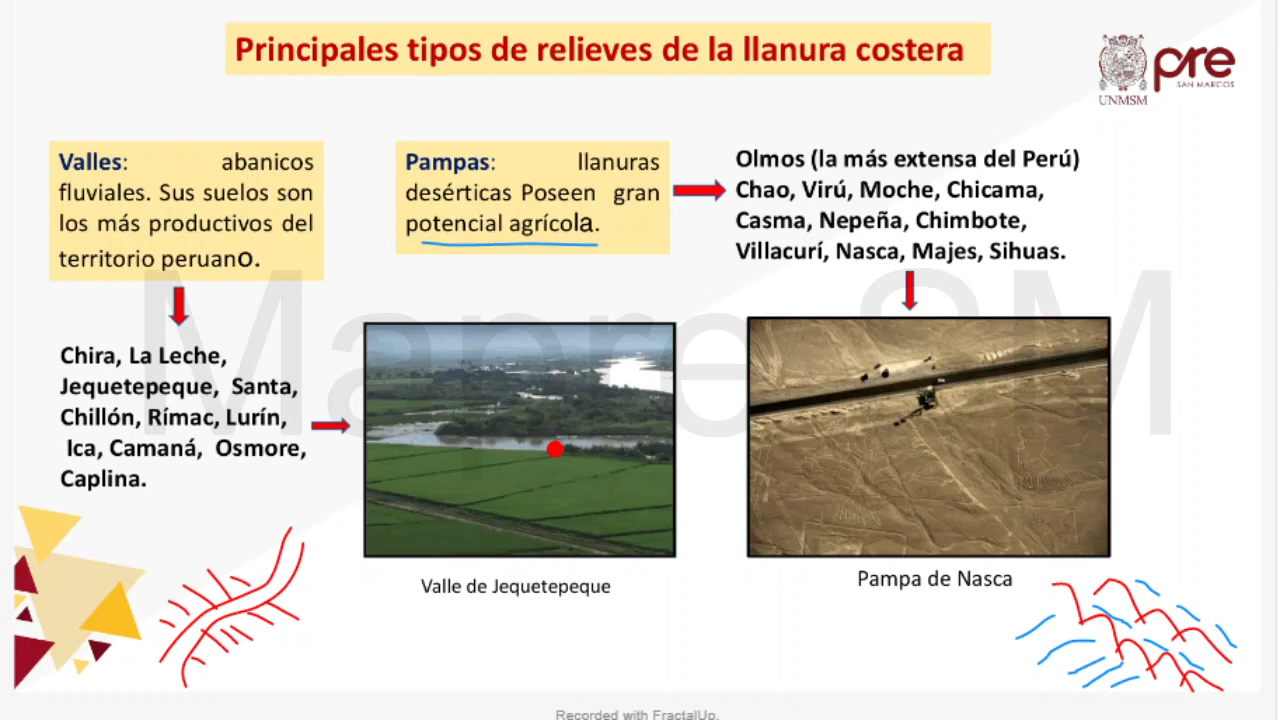 Principales tipos de relieves de la llanura costera
UNMSM
pre
SAN MARCOS
Valles: abanicos
fluviales. Sus suelos son
los más productivos del
territorio peruano.
Pampas: llanuras
desérticas Poseen gran
potencial agrícola.
Olmos (la más extensa del Perú)
Chao, Virú, Moche, Chicama,
Casma, Nepeña, Chimbote,
Villacurí, Nasca, Majes, Sihuas.
Chira, La Leche,
Jequetepeque, Santa,
Chillón, Rímac, Lurín,
Ica, Camaná, Osmore,
Caplina.
Mapre SM
Valle de Jequetepeque
Pampa de Nasca
Recorded with FractalUp.